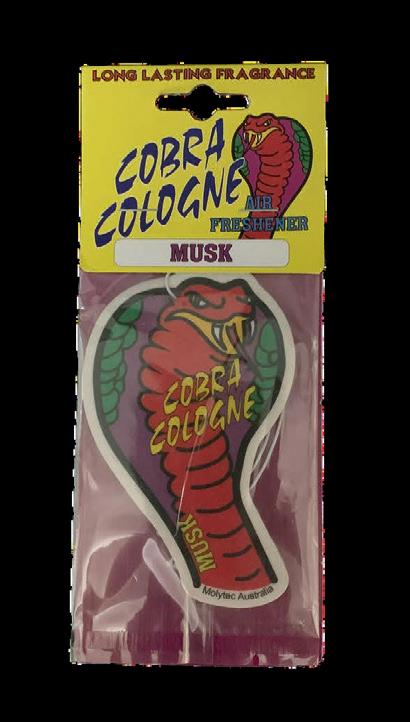 LONG LASTING FRAGRANCE
COBRA
COLOGNE
AIR
FRESHENER
MUSK
COBRA
COLOGNE
MUSK
Molytec Australia